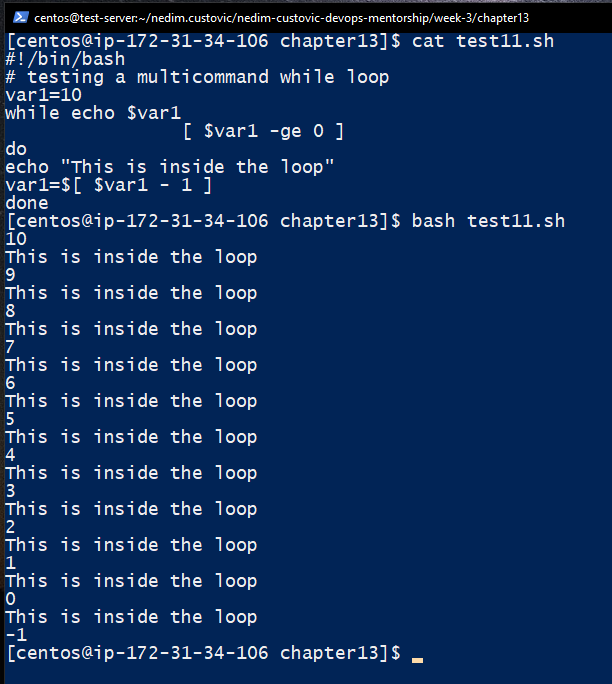 centos@test-server:~/nedim.custovic/nedim-custovic-devops-mentorship/week-3/chapter13
[centos@ip-172-31-34-106 chapter13]$ cat test11.sh
#!/bin/bash
# testing a multicommand while loop
var1=10
while echo $var1
                [ $var1 -ge 0 ]
do
echo "This is inside the loop"
var1=$[ $var1 - 1 ]
done
[centos@ip-172-31-34-106 chapter13]$ bash test11.sh
10
This is inside the loop
9
This is inside the loop
8
This is inside the loop
7
This is inside the loop
6
This is inside the loop
5
This is inside the loop
4
This is inside the loop
3
This is inside the loop
2
This is inside the loop
1
This is inside the loop
0
This is inside the loop
-1
[centos@ip-172-31-34-106 chapter13]$